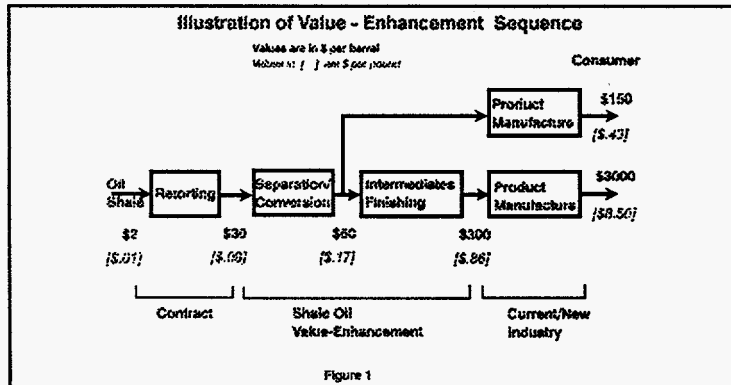 Illustration of Value - Enhancement Sequence
Values are in $ per barrel
Values in [ ] are $ per pound
Consumer
Product
Manufacture
$150
[$.43]
Oil
Shale
Retorting
Separation/
Conversion
Intermediates
Finishing
Product
Manufacture
$3000
[$8.50]
$2
$30
$60
$300
[$.01]
[$.09]
[$.17]
[$.86]
Contract
Shale Oil
Value-Enhancement
Current/New
Industry
Figure 1